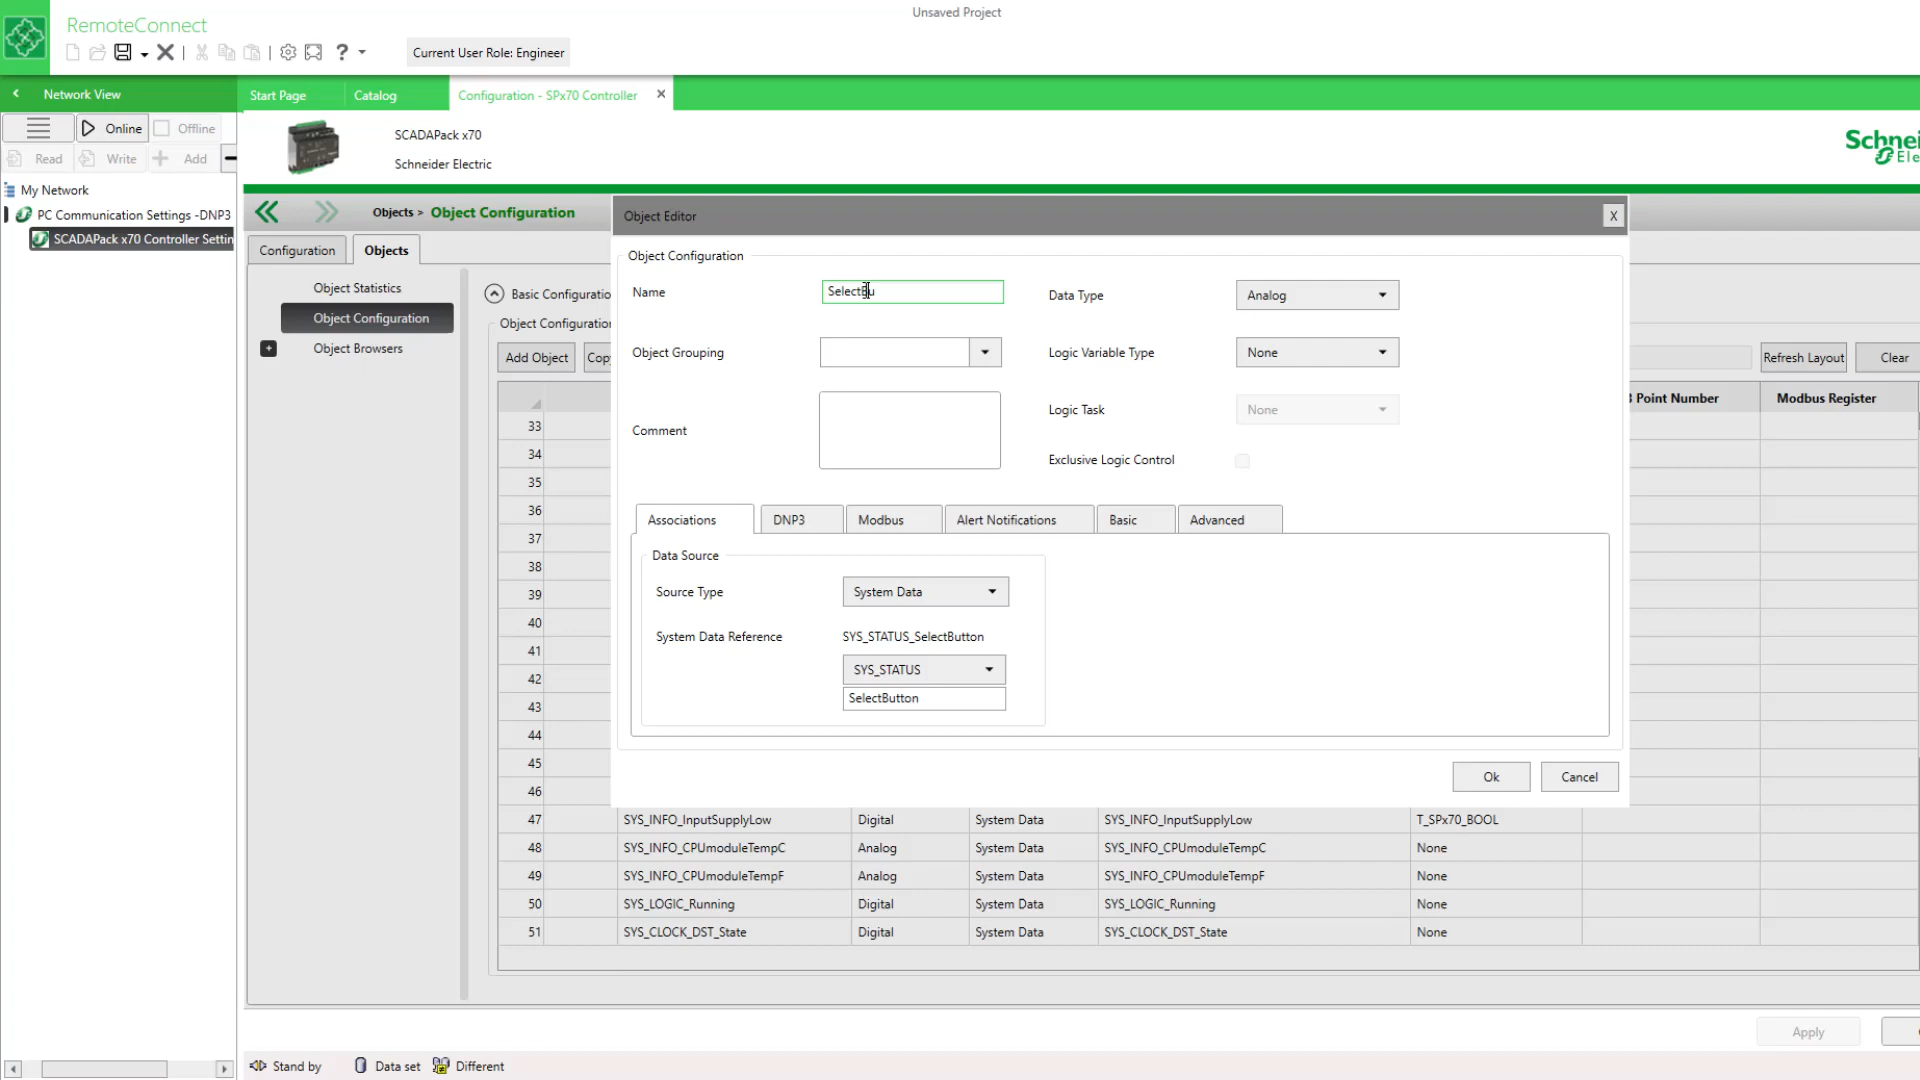 Unsaved Project
RemoteConnect
Current User Role: Engineer
Network View
Start Page
Catalog
Configuration - SPx70 Controller
Online
Offline
Read
Write
Add
SCADAPack x70
Schneider Electric
My Network
PC Communication Settings -DNP3
SCADAPack x70 Controller Settin
Objects > Object Configuration
Configuration
Objects
Object Statistics
Object Configuration
Object Browsers
Basic Configuratio
Object Configuration
Add Object
Cop
Object Editor
X
Object Configuration
Name
SelectBu
Data Type
Analog
Object Grouping
Logic Variable Type
None
Comment
Logic Task
None
Exclusive Logic Control
Associations
DNP3
Modbus
Alert Notifications
Basic
Advanced
Data Source
Source Type
System Data
System Data Reference
SYS_STATUS_SelectButton
SYS_STATUS
SelectButton
Ok
Cancel
Refresh Layout
Clear
Point Number
Modbus Register
33
34
35
36
37
38
39
40
41
42
43
44
45
46
47 SYS_INFO_InputSupplyLow Digital System Data SYS_INFO_InputSupplyLow T_SPx70_BOOL
48 SYS_INFO_CPUmoduleTempC Analog System Data SYS_INFO_CPUmoduleTempC None
49 SYS_INFO_CPUmoduleTempF Analog System Data SYS_INFO_CPUmoduleTempF None
50 SYS_LOGIC_Running Digital System Data SYS_LOGIC_Running None
51 SYS_CLOCK_DST_State Digital System Data SYS_CLOCK_DST_State None
Apply
Stand by
Data set
Different